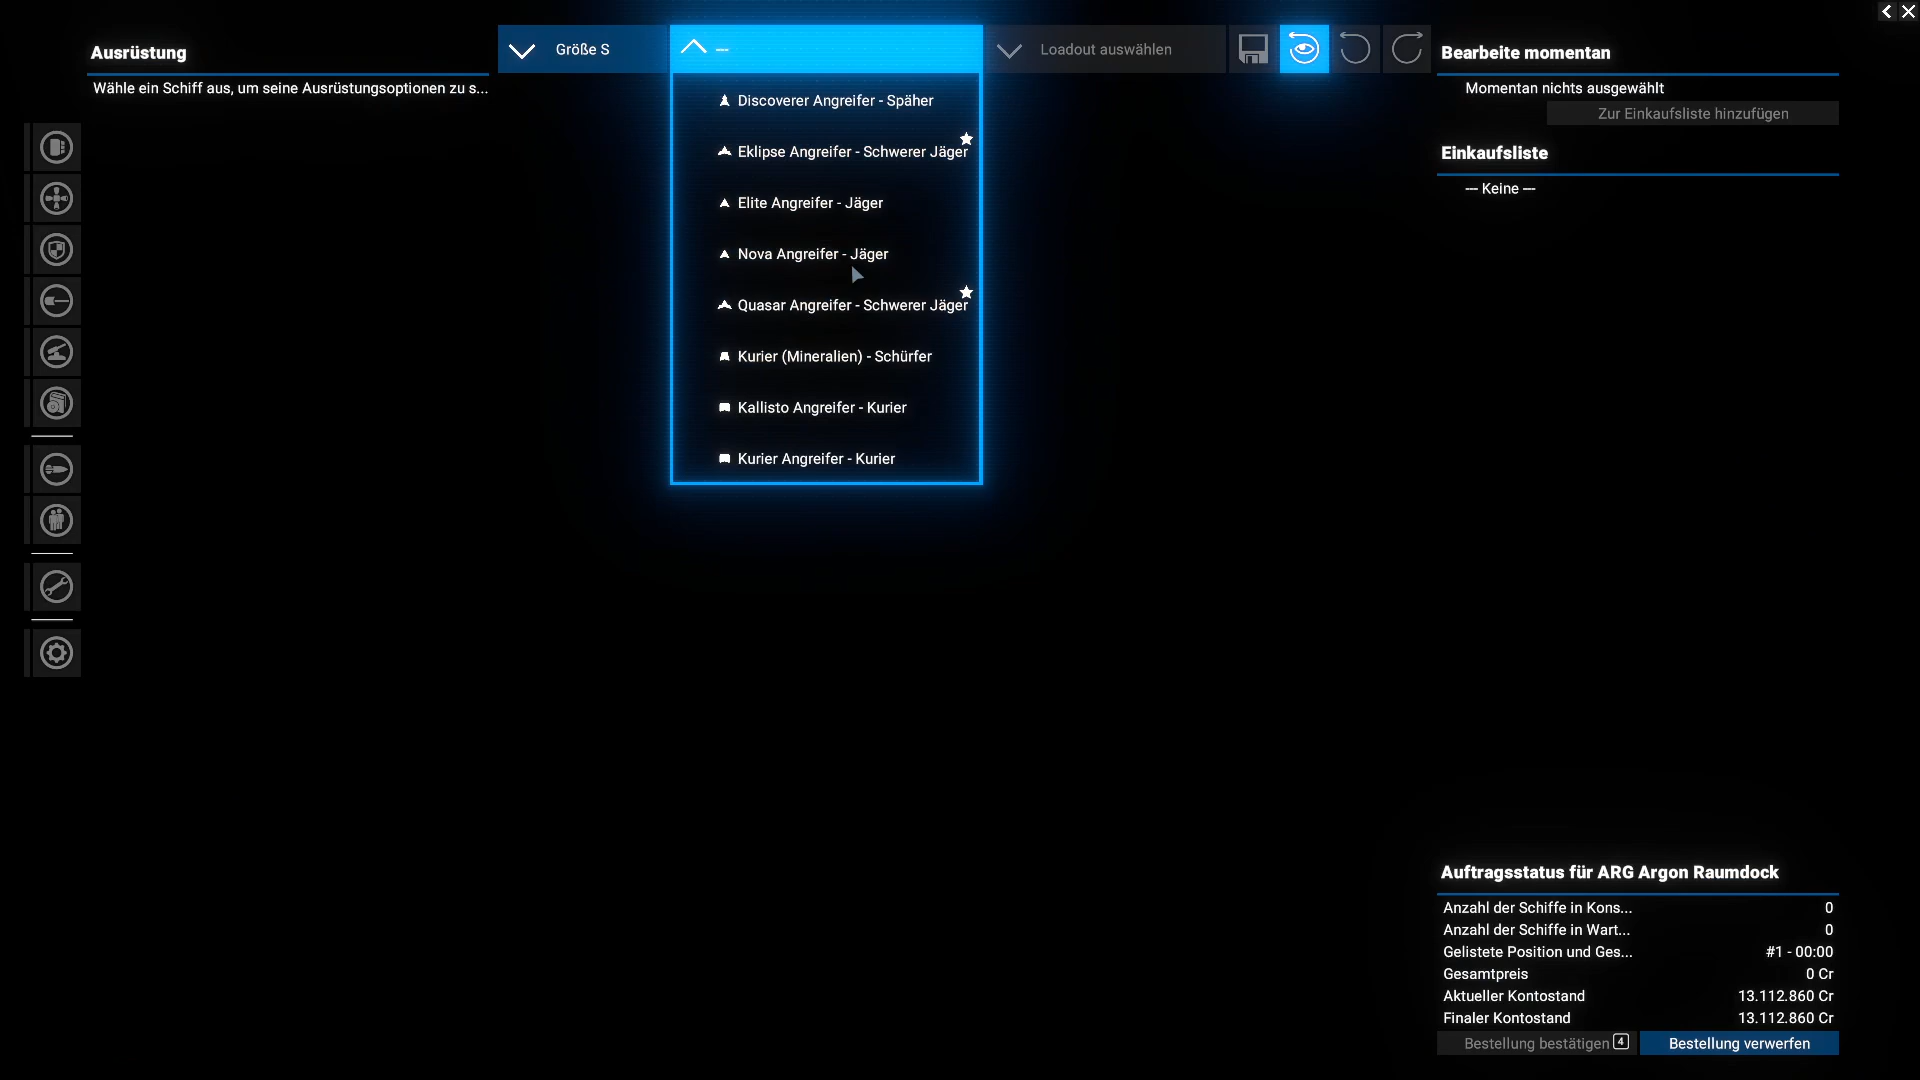 Ausrüstung
Wähle ein Schiff aus, um seine Ausrüstungsoptionen zu s...
Größe S
---
Loadout auswählen
Discoverer Angreifer - Späher
Eklipse Angreifer - Schwerer Jäger
Elite Angreifer - Jäger
Nova Angreifer - Jäger
Quasar Angreifer - Schwerer Jäger
Kurier (Mineralien) - Schürfer
Kallisto Angreifer - Kurier
Kurier Angreifer - Kurier
Bearbeite momentan
Momentan nichts ausgewählt
Zur Einkaufsliste hinzufügen
Einkaufsliste
--- Keine ---
Auftragsstatus für ARG Argon Raumdock
Anzahl der Schiffe in Kons... 0
Anzahl der Schiffe in Wart... 0
Gelistete Position und Ges... #1 - 00:00
Gesamtpreis 0 Cr
Aktueller Kontostand 13.112.860 Cr
Finaler Kontostand 13.112.860 Cr
Bestellung bestätigen 4
Bestellung verwerfen